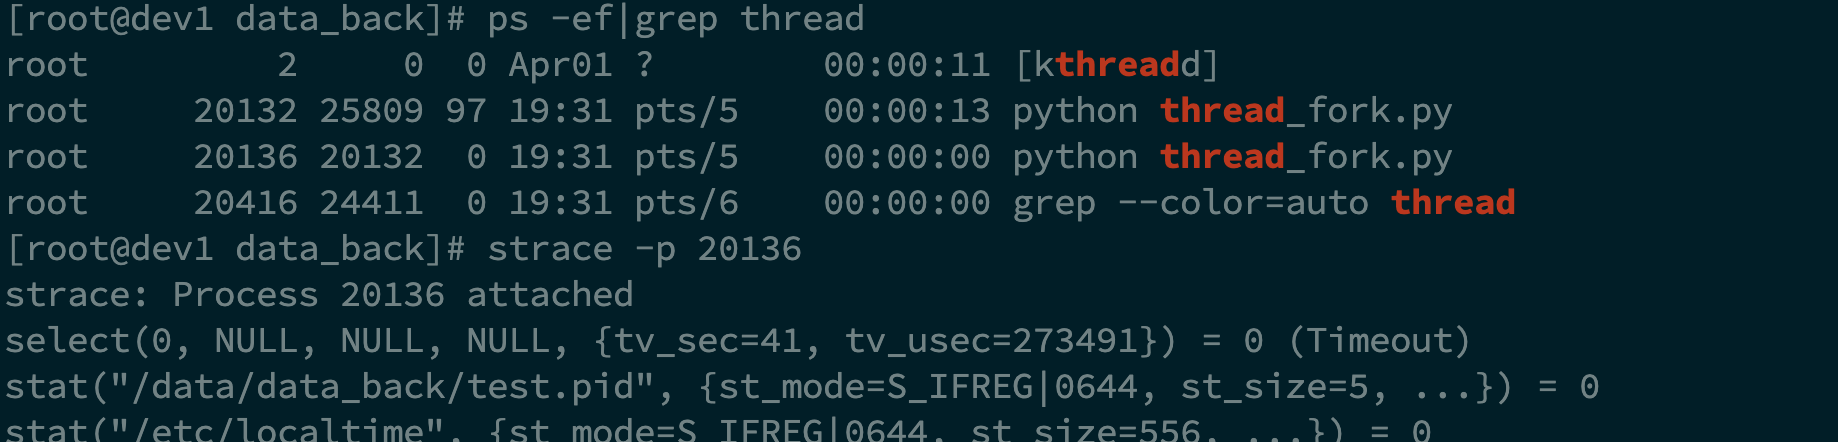 [root@dev1 data_back]# ps -ef|grep thread
root         2     0  0 Apr01 ?        00:00:11 [kthreadd]
root     20132 25809 97 19:31 pts/5    00:00:13 python thread_fork.py
root     20136 20132  0 19:31 pts/5    00:00:00 python thread_fork.py
root     20416 24411  0 19:31 pts/6    00:00:00 grep --color=auto thread
[root@dev1 data_back]# strace -p 20136
strace: Process 20136 attached
select(0, NULL, NULL, NULL, {tv_sec=41, tv_usec=273491}) = 0 (Timeout)
stat("/data/data_back/test.pid", {st_mode=S_IFREG|0644, st_size=5, ...}) = 0
stat("/etc/localtime", {st_mode=S_IFREG|0644, st_size=556, ...}) = 0